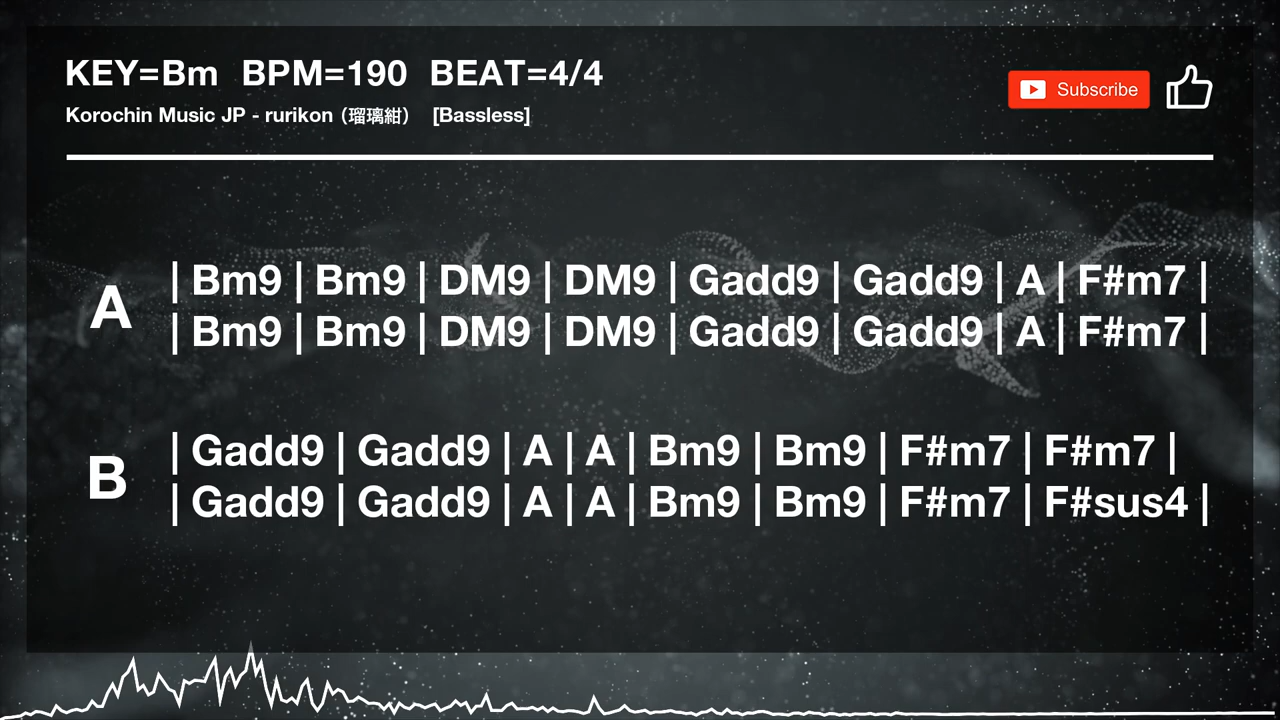 KEY=Bm BPM=190 BEAT=4/4
Korochin Music JP - rurikon（瑠璃紺） [Bassless]
Subscribe
A
| Bm9 | Bm9 | DM9 | DM9 | Gadd9 | Gadd9 | A | F#m7 |
| Bm9 | Bm9 | DM9 | DM9 | Gadd9 | Gadd9 | A | F#m7 |
B
| Gadd9 | Gadd9 | A | A | Bm9 | Bm9 | F#m7 | F#m7 |
| Gadd9 | Gadd9 | A | A | Bm9 | Bm9 | F#m7 | F#sus4 |